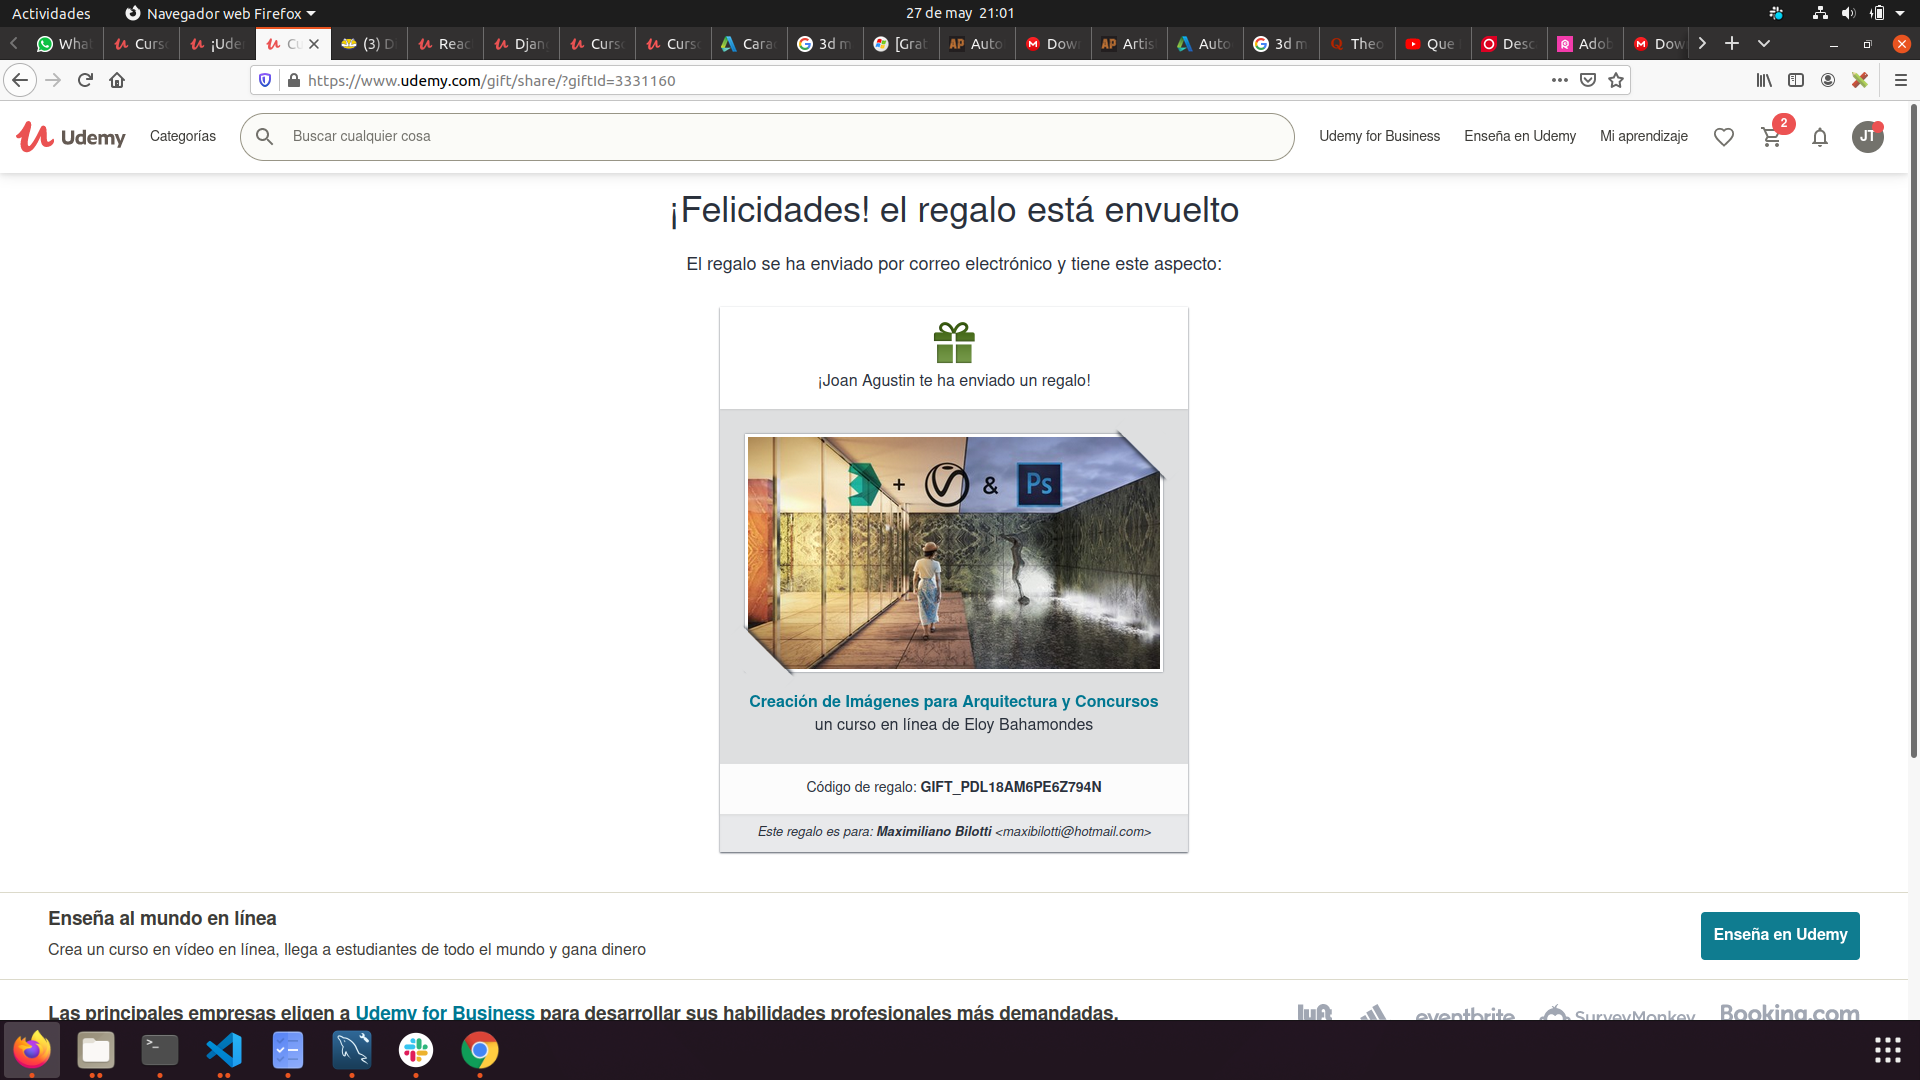 Actividades
Navegador web Firefox
27 de may 21:01
What
Curso
¡Ude
Cu
(3) D
Reac
Djan
Curso
Curso
Cara
3d m
[Grat
Auto
Dow
Artis
Auto
3d m
Theo
Que
Desc
Adob
Dow
https://www.udemy.com/gift/share/?giftId=3331160
Udemy
Categorías
Buscar cualquier cosa
Udemy for Business
Enseña en Udemy
Mi aprendizaje
2
JT
¡Felicidades! el regalo está envuelto
El regalo se ha enviado por correo electrónico y tiene este aspecto:
¡Joan Agustin te ha enviado un regalo!
+ & Ps
Creación de Imágenes para Arquitectura y Concursos
un curso en línea de Eloy Bahamondes
Código de regalo: GIFT_PDL18AM6PE6Z794N
Este regalo es para: Maximiliano Bilotti <maxibilotti@hotmail.com>
Enseña al mundo en línea
Crea un curso en vídeo en línea, llega a estudiantes de todo el mundo y gana dinero
Enseña en Udemy
Las principales empresas eligen a Udemy for Business para desarrollar sus habilidades profesionales más demandadas.
lyft
eventbrite
SurveyMonkey
Booking.com